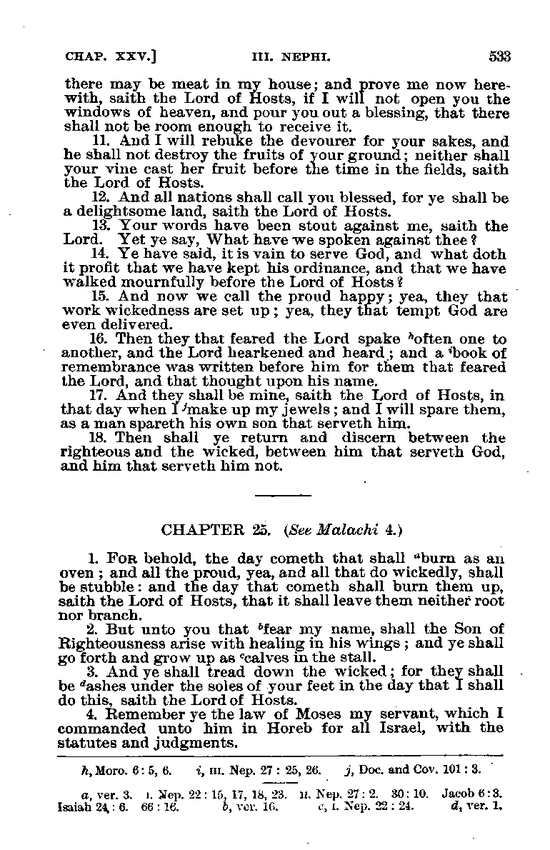 CHAP. XXV.] III. NEPHI. 533
there may be meat in my house; and prove me now here-
with, saith the Lord of Hosts, if I will not open you the
windows of heaven, and pour you out a blessing, that there
shall not be room enough to receive it.
11. And I will rebuke the devourer for your sakes, and
he shall not destroy the fruits of your ground; neither shall
your vine cast her fruit before the time in the fields, saith
the Lord of Hosts.
12. And all nations shall call you blessed, for ye shall be
a delightsome land, saith the Lord of Hosts.
13. Your words have been stout against me, saith the
Lord. Yet ye say, What have we spoken against thee?
14. Ye have said, it is vain to serve God, and what doth
it profit that we have kept his ordinance, and that we have
walked mournfully before the Lord of Hosts?
15. And now we call the proud happy; yea, they that
work wickedness are set up; yea, they that tempt God are
even delivered.
16. Then they that feared the Lord spake hoften one to
another, and the Lord hearkened and heard; and a ibook of
remembrance was written before him for them that feared
the Lord, and that thought upon his name.
17. And they shall be mine, saith the Lord of Hosts, in
that day when I jmake up my jewels; and I will spare them,
as a man spareth his own son that serveth him.
18. Then shall ye return and discern between the
righteous and the wicked, between him that serveth God,
and him that serveth him not.
CHAPTER 25. (See Malachi 4.)
1. FOR behold, the day cometh that shall aburn as an
oven; and all the proud, yea, and all that do wickedly, shall
be stubble: and the day that cometh shall burn them up,
saith the Lord of Hosts, that it shall leave them neither root
nor branch.
2. But unto you that bfear my name, shall the Son of
Righteousness arise with healing in his wings; and ye shall
go forth and grow up as ccalves in the stall.
3. And ye shall tread down the wicked; for they shall
be dashes under the soles of your feet in the day that I shall
do this, saith the Lord of Hosts.
4. Remember ye the law of Moses my servant, which I
commanded unto him in Horeb for all Israel, with the
statutes and judgments.
h, Moro. 6: 5, 6. i, III. Nep. 27: 25, 26. j, Doc. and Cov. 101: 3.
a, ver. 3. I. Nep. 22: 15, 17, 18, 23. II. Nep. 27: 2. 30: 10. Jacob 6: 3.
Isaiah 24: 6. 66: 16. b, ver. 16. c, I. Nep. 22: 24. d, ver. 1.